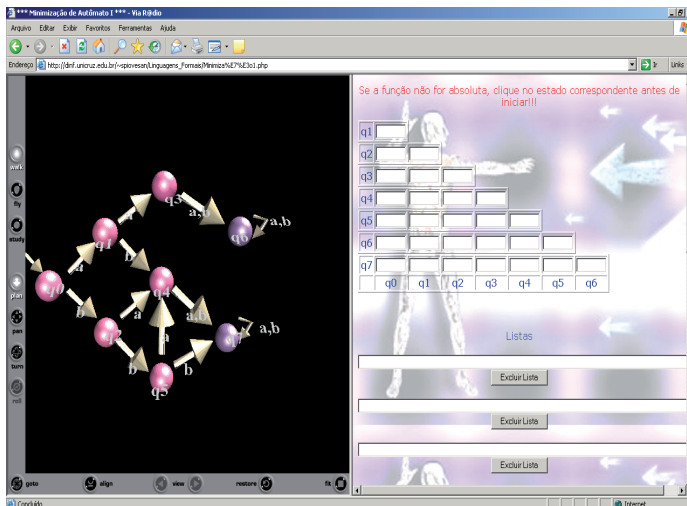 *** Minimização de Autômato I *** - Via R@dio
Arquivo Editar Exibir Favoritos Ferramentas Ajuda
Endereço http://dinf.unicruz.edu.br/~spiovesan/Linguagens_Formais/Minimiza%E7%E3o1.php Ir Links
walk
fly
study
plan
pan
turn
roll
goto align view restore fit
q3
a
a,b
q1
q6
a,b
a
b
q0
q4
b
a
a,b
q2
q7
a,b
a
b
b
q5
Se a função não for absoluta, clique no estado correspondente antes de
iniciar!!!
q1
q2
q3
q4
q5
q6
q7
q0 q1 q2 q3 q4 q5 q6
Listas
Excluir Lista
Excluir Lista
Excluir Lista
Concluído Internet